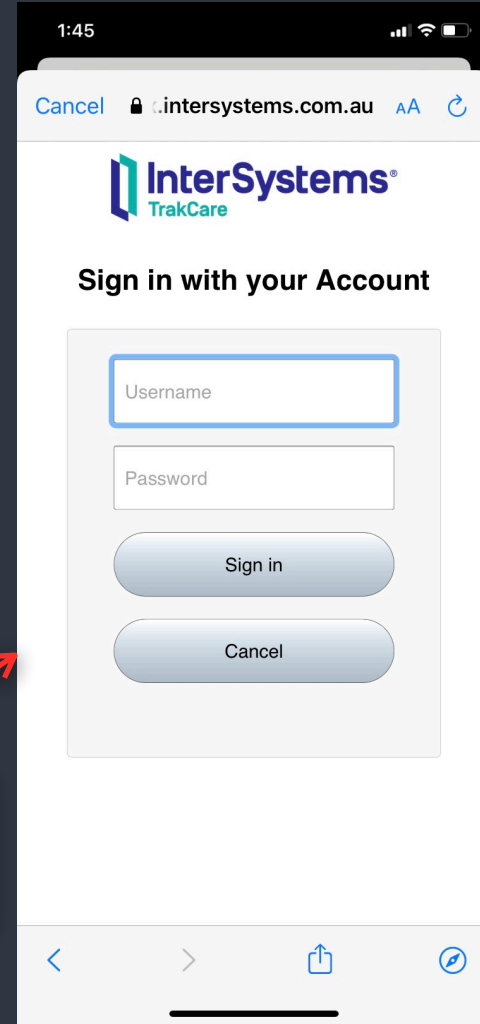 1:45
Cancel .intersystems.com.au AA
InterSystems®
TrakCare
Sign in with your Account
Username
Password
Sign in
Cancel